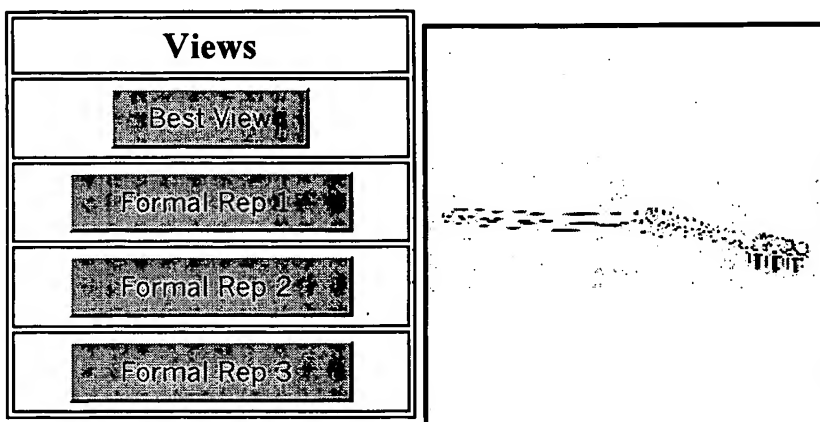 Views
Best View
Formal Rep 1
Formal Rep 2
Formal Rep 3